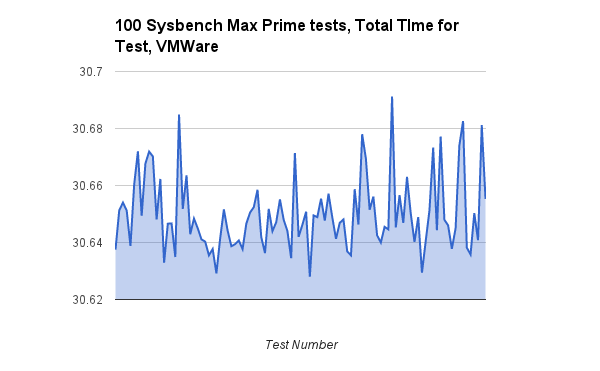 100 Sysbench Max Prime tests, Total TIme for
Test, VMWare
30.7
30.68
30.66
30.64
30.62
Test Number